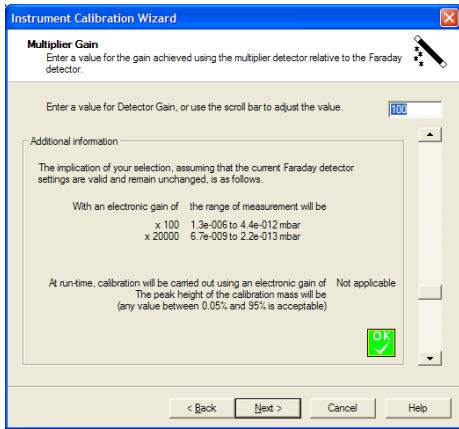 Instrument Calibration Wizard
Multiplier Gain
Enter a value for the gain achieved using the multiplier detector relative to the Faraday
detector.
Enter a value for Detector Gain, or use the scroll bar to adjust the value. 100
Additional information
The implication of your selection, assuming that the current Faraday detector
settings are valid and remain unchanged, is as follows.
With an electronic gain of the range of measurement will be
x 100 1.3e-006 to 4.4e-012 mbar
x 20000 6.7e-009 to 2.2e-013 mbar
At run-time, calibration will be carried out using an electronic gain of Not applicable
The peak height of the calibration mass will be
(any value between 0.05% and 95% is acceptable)
OK
< Back Next > Cancel Help